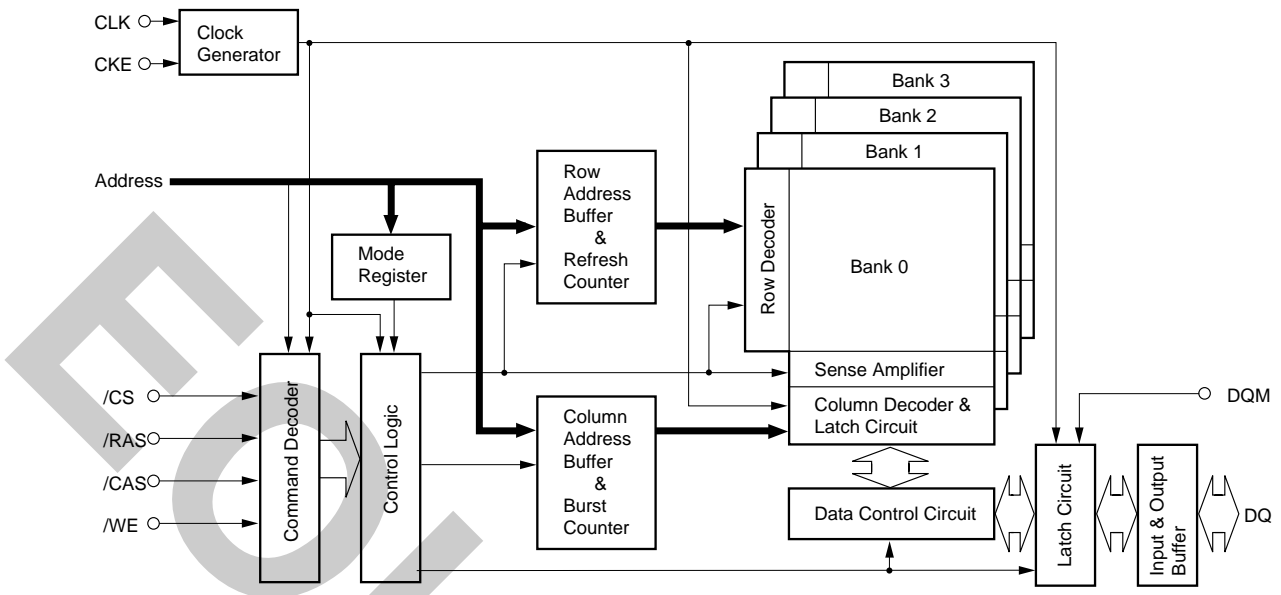 CLK
CKE
Clock
Generator
Bank 3
Bank 2
Bank 1
Address
Row
Address
Buffer
&
Refresh
Counter
Mode
Register
Row Decoder
Bank 0
Sense Amplifier
Column Decoder &
Latch Circuit
/CS
/RAS
/CAS
/WE
Command Decoder
Control Logic
Column
Address
Buffer
&
Burst
Counter
DQM
Data Control Circuit
Latch Circuit
Input & Output
Buffer
DQ
EO